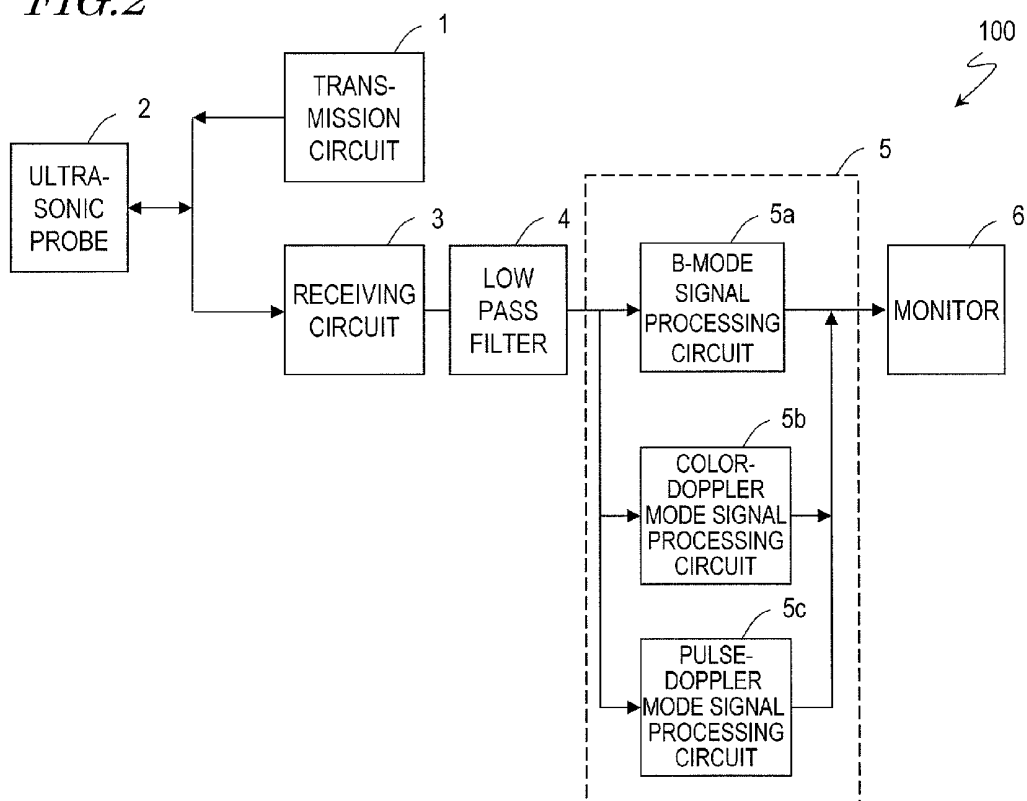 FIG.2
1
100
TRANS-
MISSION
CIRCUIT
2
ULTRA-
SONIC
PROBE
5
3
RECEIVING
CIRCUIT
4
LOW
PASS
FILTER
5a
B-MODE
SIGNAL
PROCESSING
CIRCUIT
6
MONITOR
5b
COLOR-
DOPPLER
MODE SIGNAL
PROCESSING
CIRCUIT
5c
PULSE-
DOPPLER
MODE SIGNAL
PROCESSING
CIRCUIT